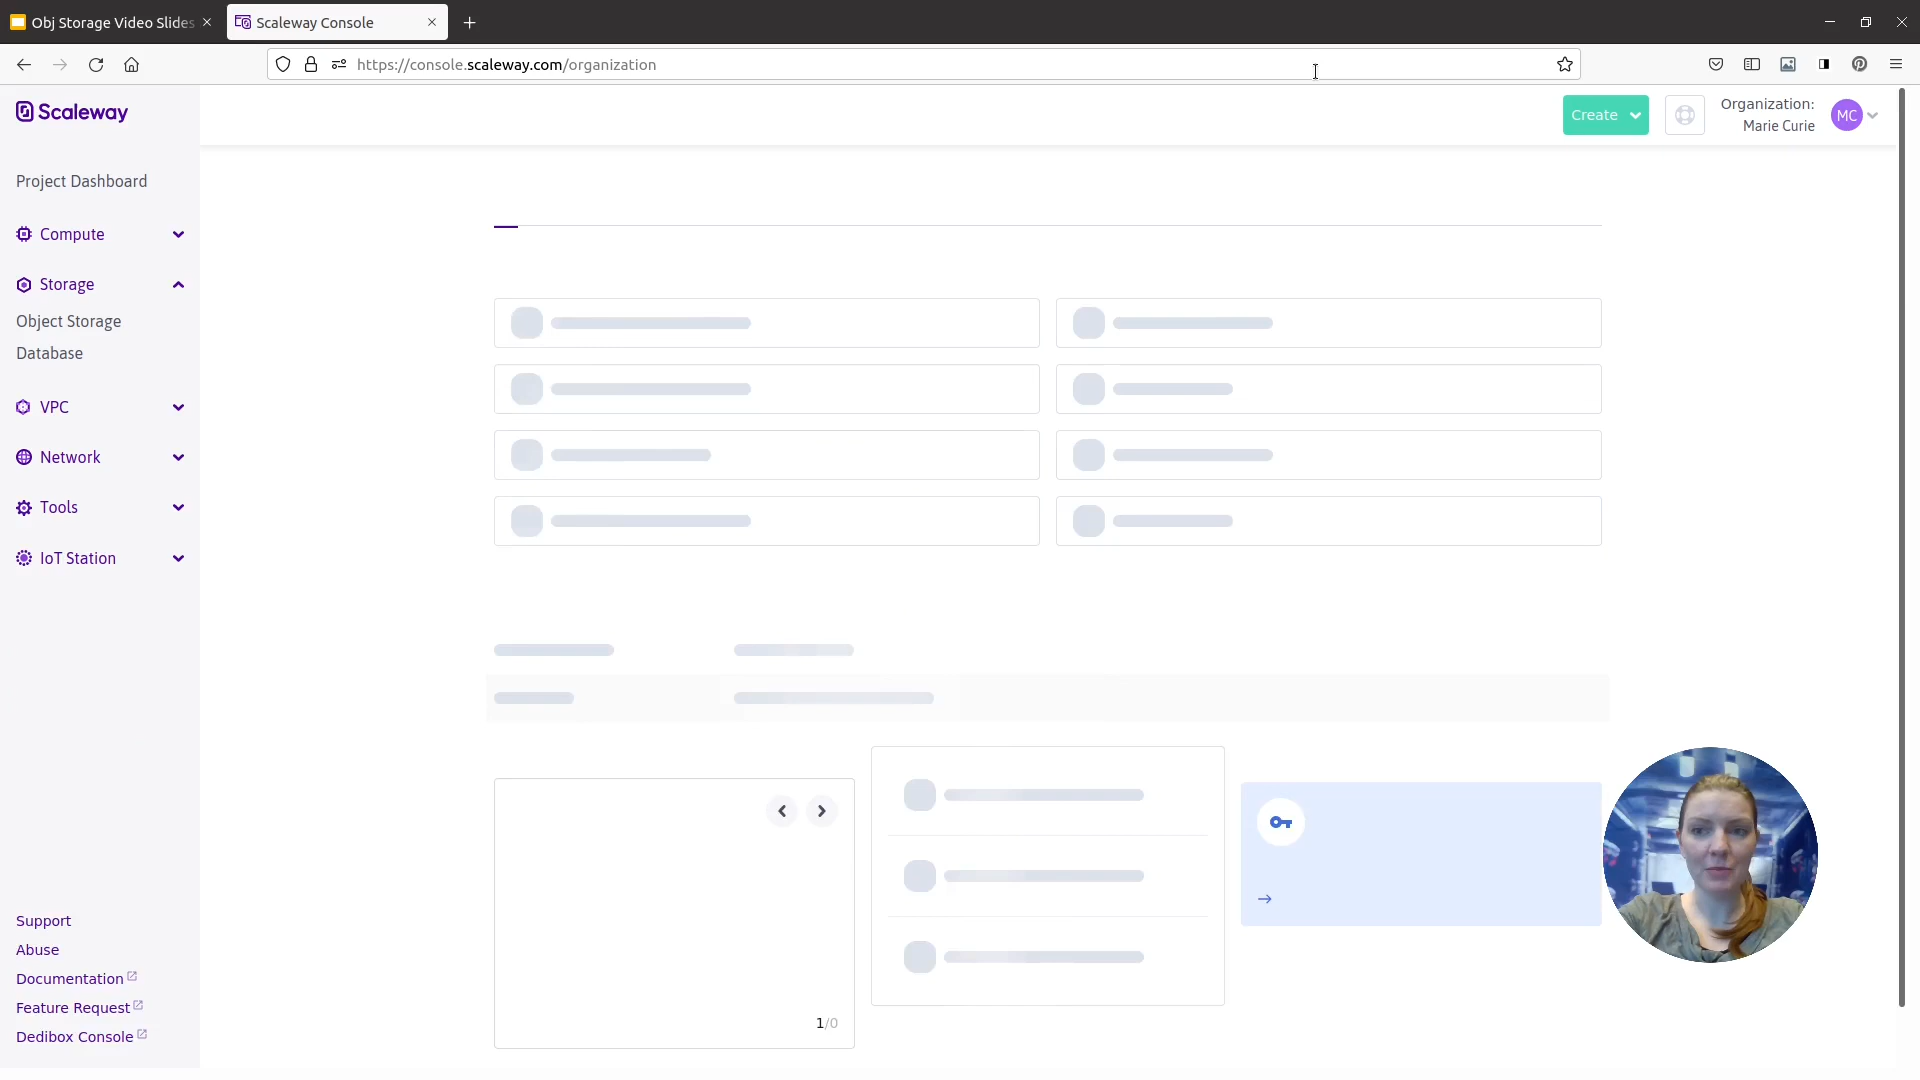 Obj Storage Video Slides
Scaleway Console
https://console.scaleway.com/organization
Scaleway
Create
Organization:
Marie Curie
MC
Project Dashboard
Compute
Storage
Object Storage
Database
VPC
Network
Tools
IoT Station
Support
Abuse
Documentation
Feature Request
Dedibox Console
1/0